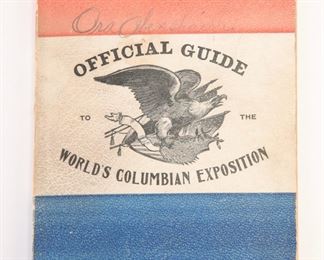 OFFICIAL GUIDE
TO THE
WORLD'S COLUMBIAN EXPOSITION